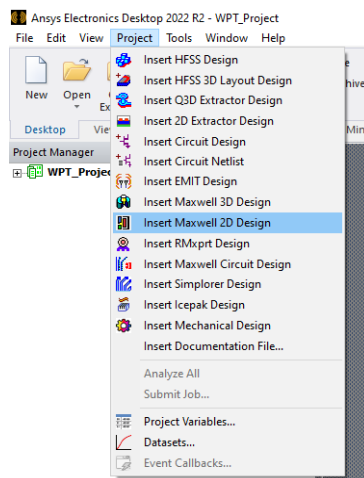 Ansys Electronics Desktop 2022 R2 - WPT_Project
File Edit View Project Tools Window Help
New
Open
Desktop
Project Manager
WPT_Projec
Insert HFSS Design
Insert HFSS 3D Layout Design
Insert Q3D Extractor Design
Insert 2D Extractor Design
Insert Circuit Design
Insert Circuit Netlist
Insert EMIT Design
Insert Maxwell 3D Design
Insert Maxwell 2D Design
Insert RMxprt Design
Insert Maxwell Circuit Design
Insert Simplorer Design
Insert Icepak Design
Insert Mechanical Design
Insert Documentation File...
Analyze All
Submit Job...
Project Variables...
Datasets...
Event Callbacks...